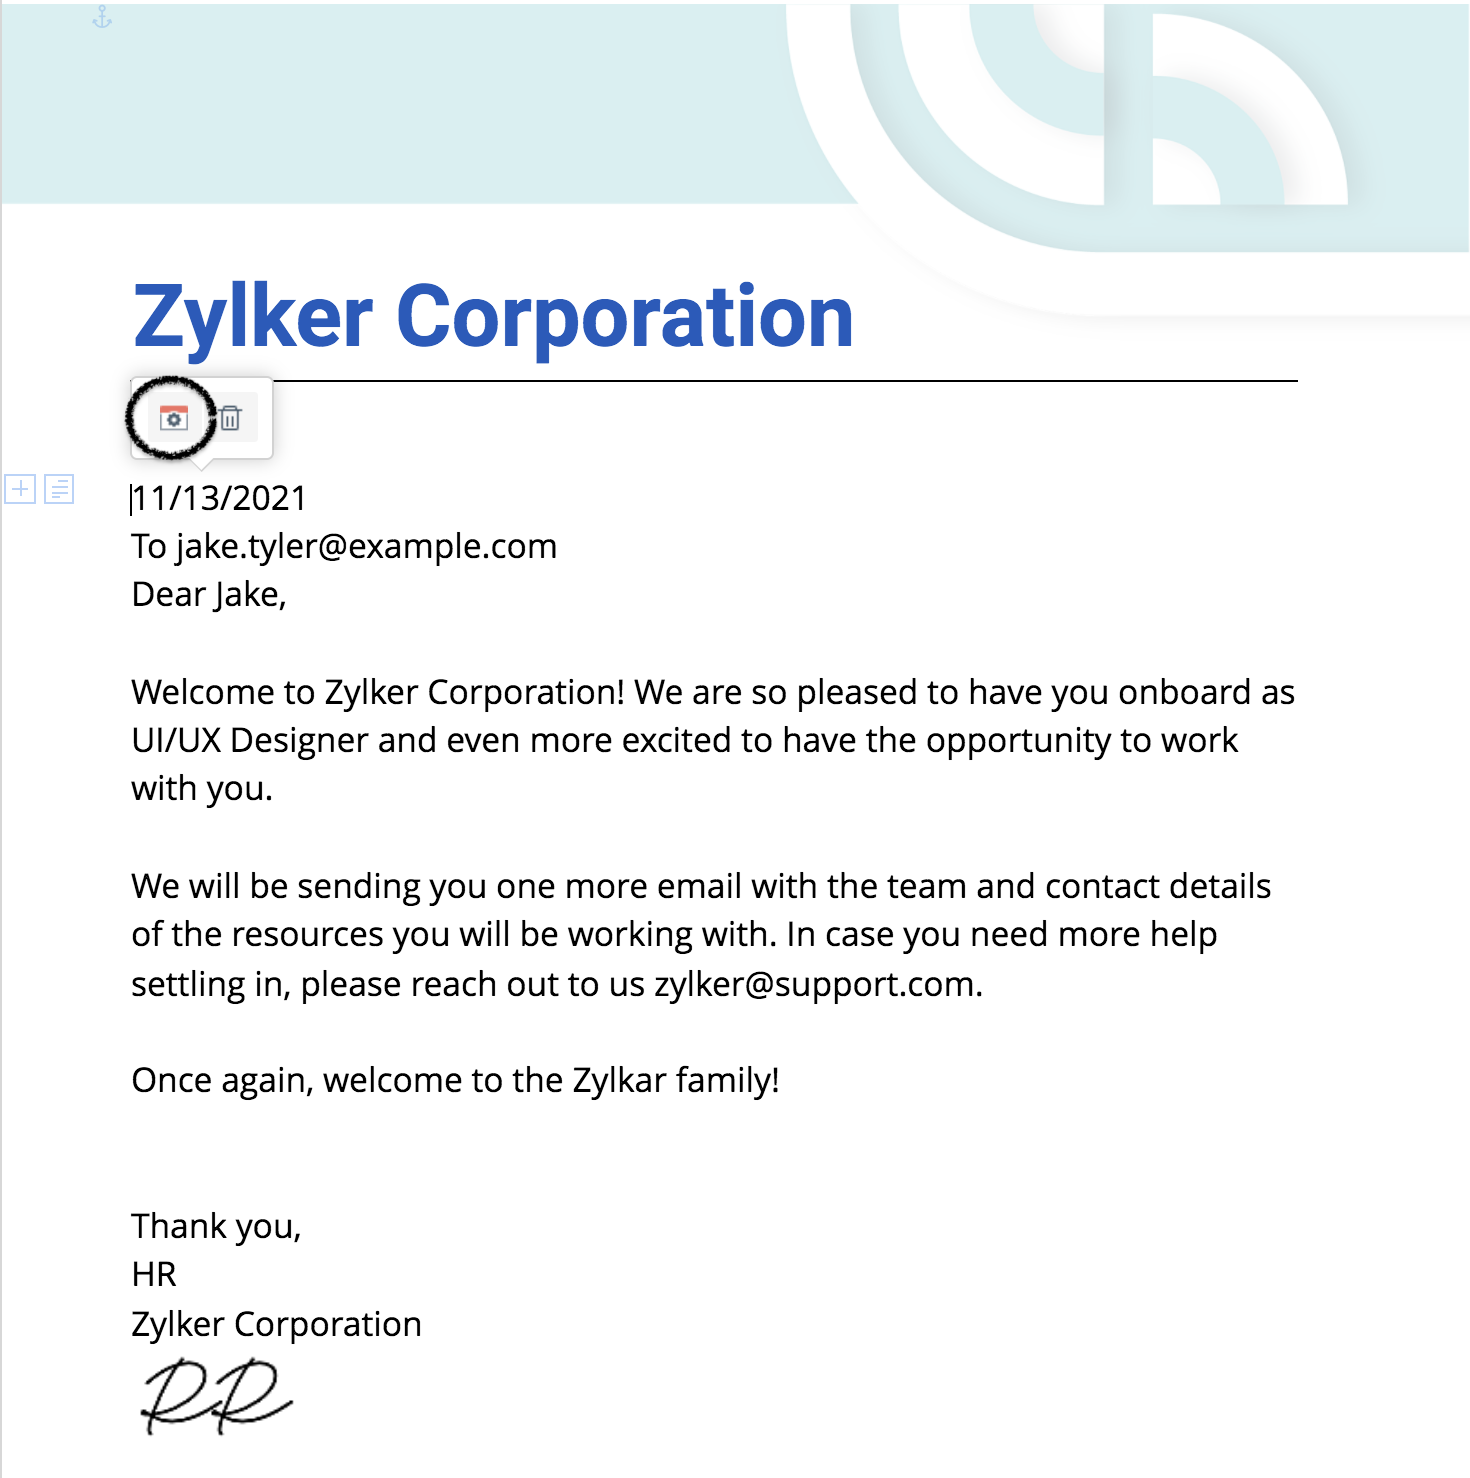 Zylker Corporation
11/13/2021
To jake.tyler@example.com
Dear Jake,
Welcome to Zylker Corporation! We are so pleased to have you onboard as
UI/UX Designer and even more excited to have the opportunity to work
with you.
We will be sending you one more email with the team and contact details
of the resources you will be working with. In case you need more help
settling in, please reach out to us zylker@support.com.
Once again, welcome to the Zylkar family!
Thank you,
HR
Zylker Corporation
RR